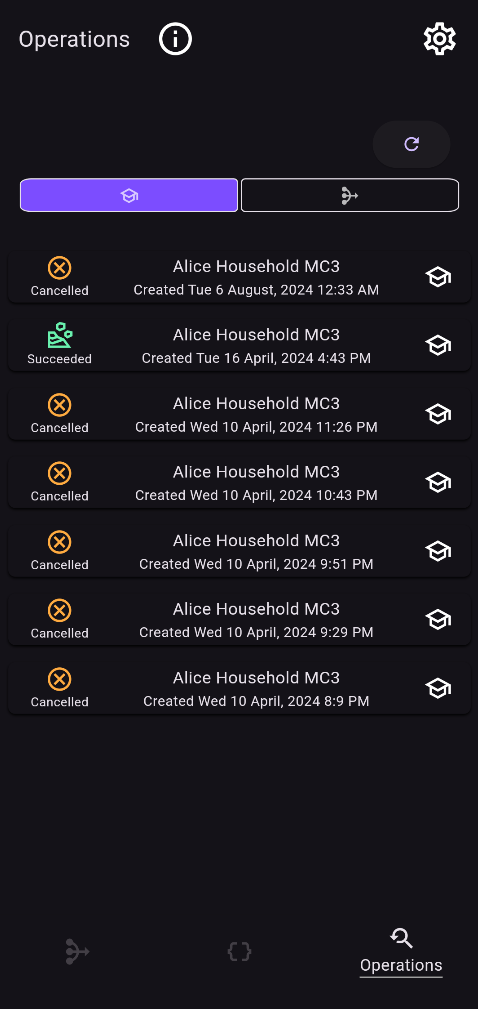 Operations
Alice Household MC3
Cancelled
Created Tue 6 August, 2024 12:33 AM
Alice Household MC3
Succeeded
Created Tue 16 April, 2024 4:43 PM
Alice Household MC3
Cancelled
Created Wed 10 April, 2024 11:26 PM
Alice Household MC3
Cancelled
Created Wed 10 April, 2024 10:43 PM
Alice Household MC3
Cancelled
Created Wed 10 April, 2024 9:51 PM
Alice Household MC3
Cancelled
Created Wed 10 April, 2024 9:29 PM
Alice Household MC3
Cancelled
Created Wed 10 April, 2024 8:9 PM
Operations